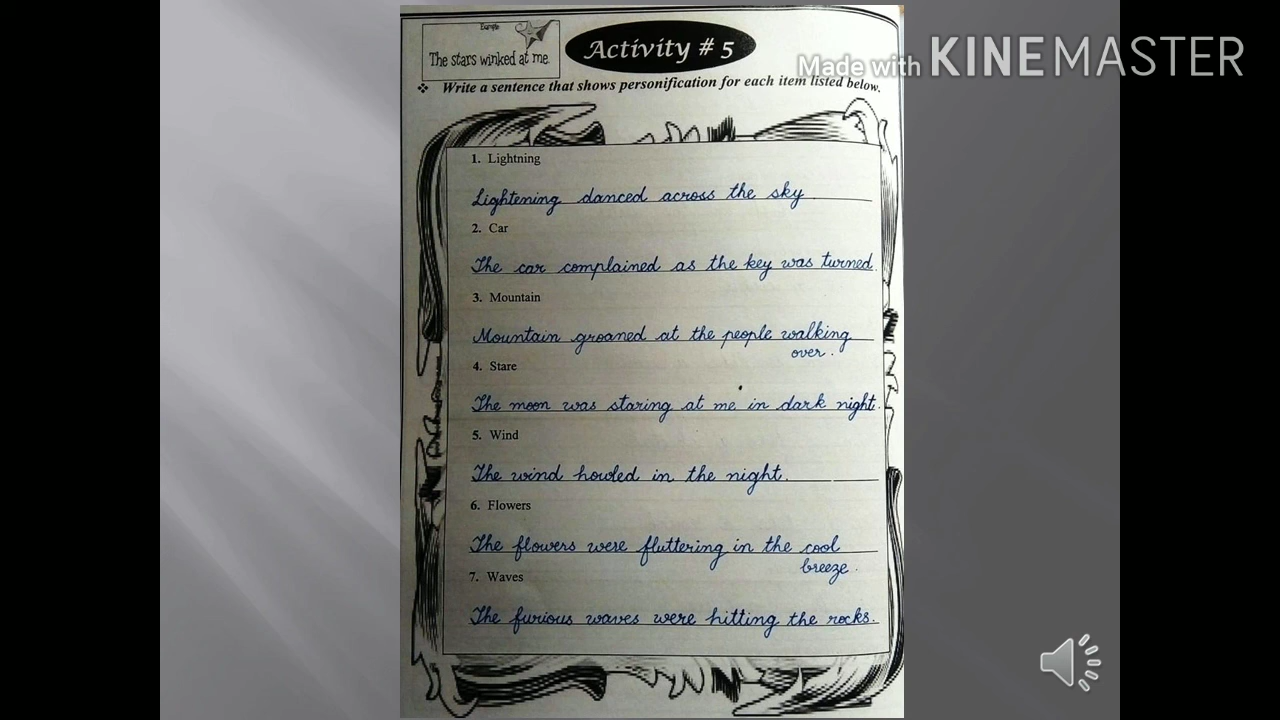 Example
The stars winked at me.
Activity # 5
Made with KINEMASTER
❖ Write a sentence that shows personification for each item listed below.
1. Lightning
Lightening danced across the sky.
2. Car
The car complained as the key was turned.
3. Mountain
Mountain groaned at the people walking
over.
4. Stare
The moon was staring at me in dark night.
5. Wind
The wind howled in the night.
6. Flowers
The flowers were fluttering in the cool
breeze.
7. Waves
The furious waves were hitting the rocks.